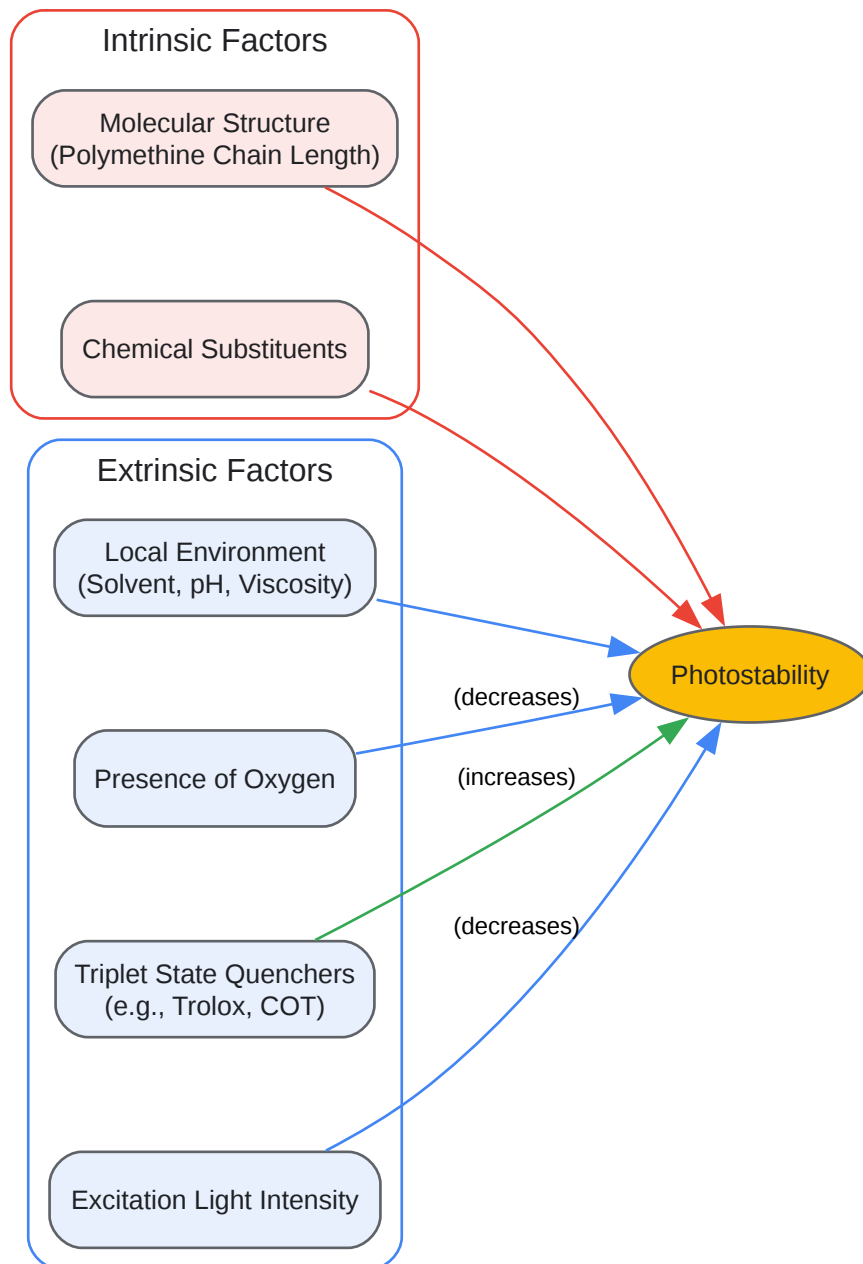 Intrinsic Factors
Molecular Structure
(Polymethine Chain Length)
Chemical Substituents
Extrinsic Factors
Local Environment
(Solvent, pH, Viscosity)
Photostability
(decreases)
Presence of Oxygen
(increases)
(decreases)
Triplet State Quenchers
(e.g., Trolox, COT)
Excitation Light Intensity